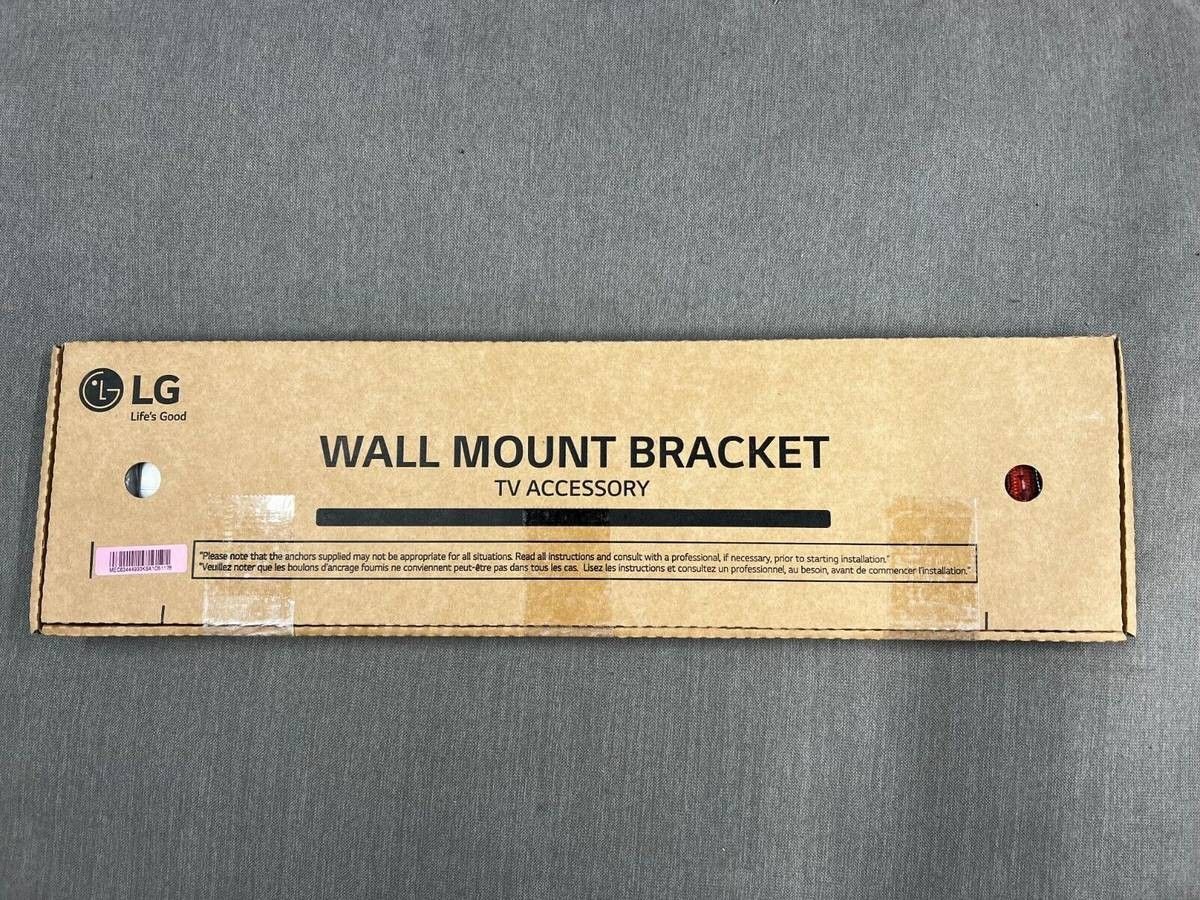 LG
Life's Good
WALL MOUNT BRACKET
TV ACCESSORY
"Please note that the anchors supplied may not be appropriate for all situations. Read all instructions and consult with a professional, if necessary, prior to starting installation."
"Veuillez noter que les boulons d'ancrage fournis ne conviennent peut-être pas dans tous les cas. Lisez les instructions et consultez un professionnel, au besoin, avant de commencer l'installation."